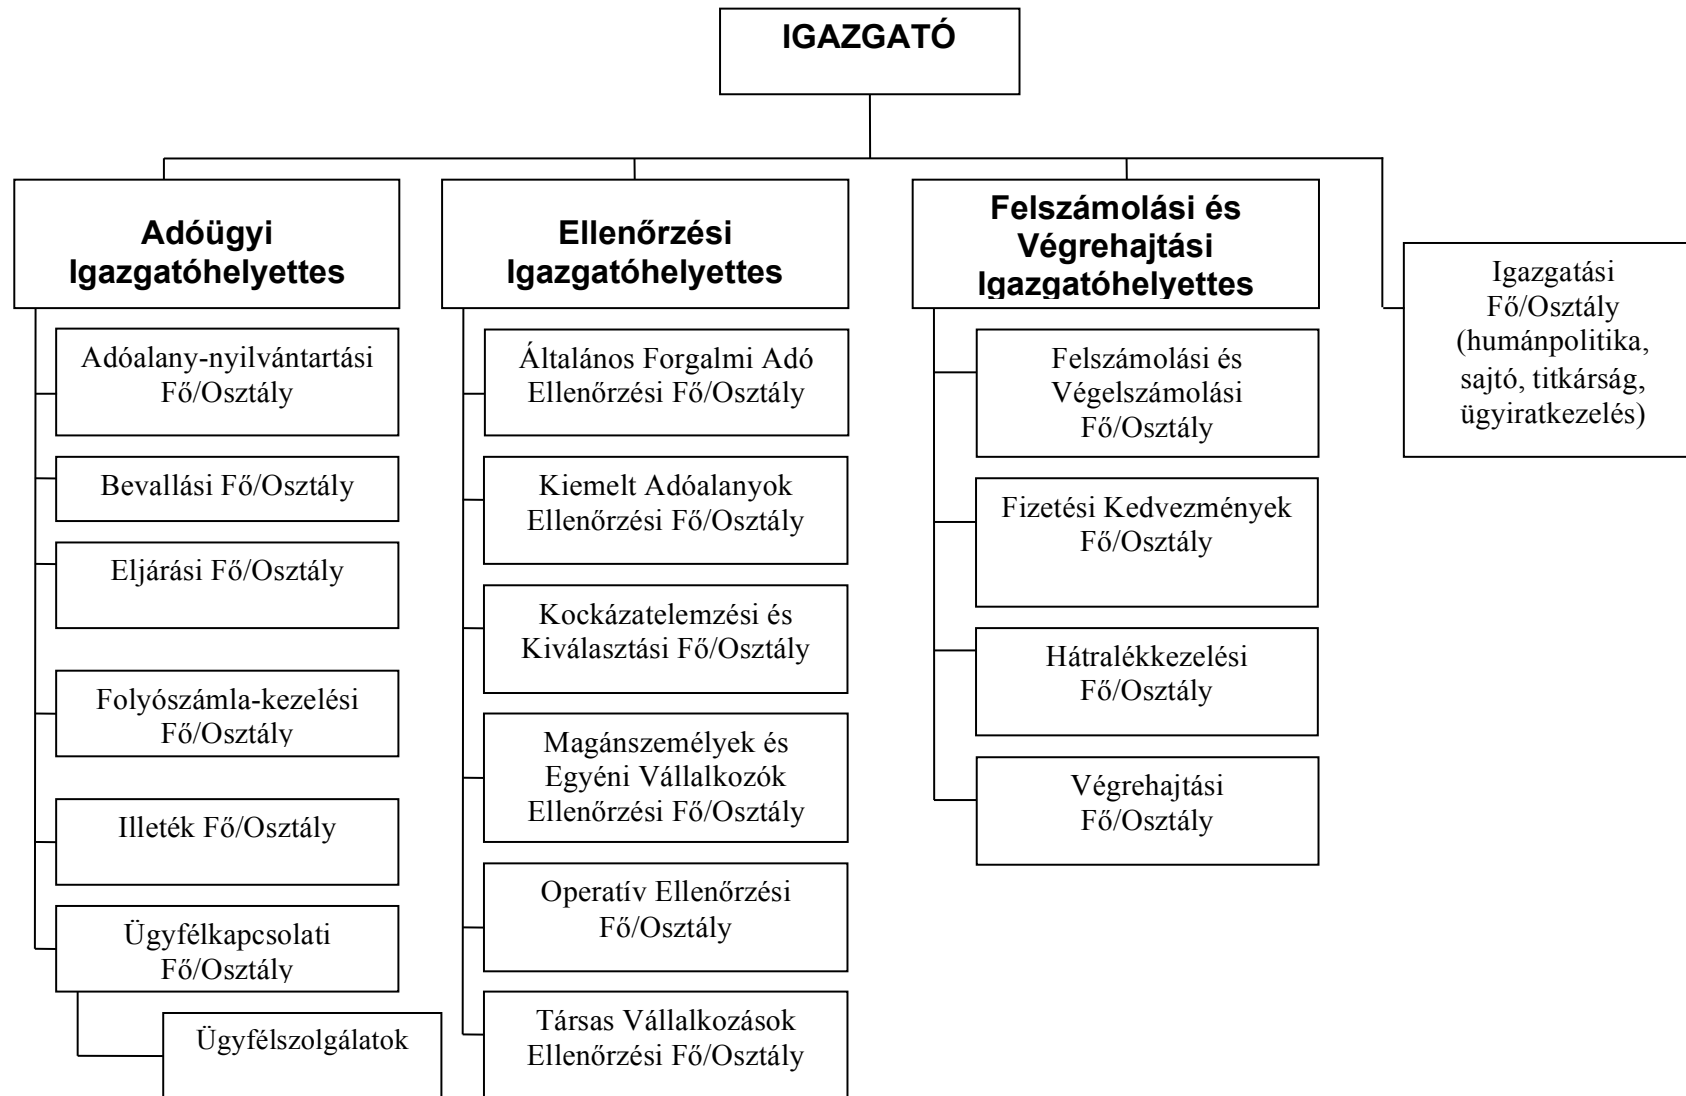 IGAZGATÓ
Adóügyi
Igazgatóhelyettes
Adóalany-nyilvántartási
Fő/Osztály
Bevallási Fő/Osztály
Eljárási Fő/Osztály
Folyószámla-kezelési
Fő/Osztály
Illeték Fő/Osztály
Ügyfélkapcsolati
Fő/Osztály
Ügyfélszolgálatok
Ellenőrzési
Igazgatóhelyettes
Általános Forgalmi Adó
Ellenőrzési Fő/Osztály
Kiemelt Adóalanyok
Ellenőrzési Fő/Osztály
Kockázatelemzési és
Kiválasztási Fő/Osztály
Magánszemélyek és
Egyéni Vállalkozók
Ellenőrzési Fő/Osztály
Operatív Ellenőrzési
Fő/Osztály
Társas Vállalkozások
Ellenőrzési Fő/Osztály
Felszámolási és
Végrehajtási
Igazgatóhelyettes
Felszámolási és
Végelszámolási
Fő/Osztály
Fizetési Kedvezmények
Fő/Osztály
Hátralékkezelési
Fő/Osztály
Végrehajtási
Fő/Osztály
Igazgatási
Fő/Osztály
(humánpolitika,
sajtó, titkárság,
ügyiratkezelés)